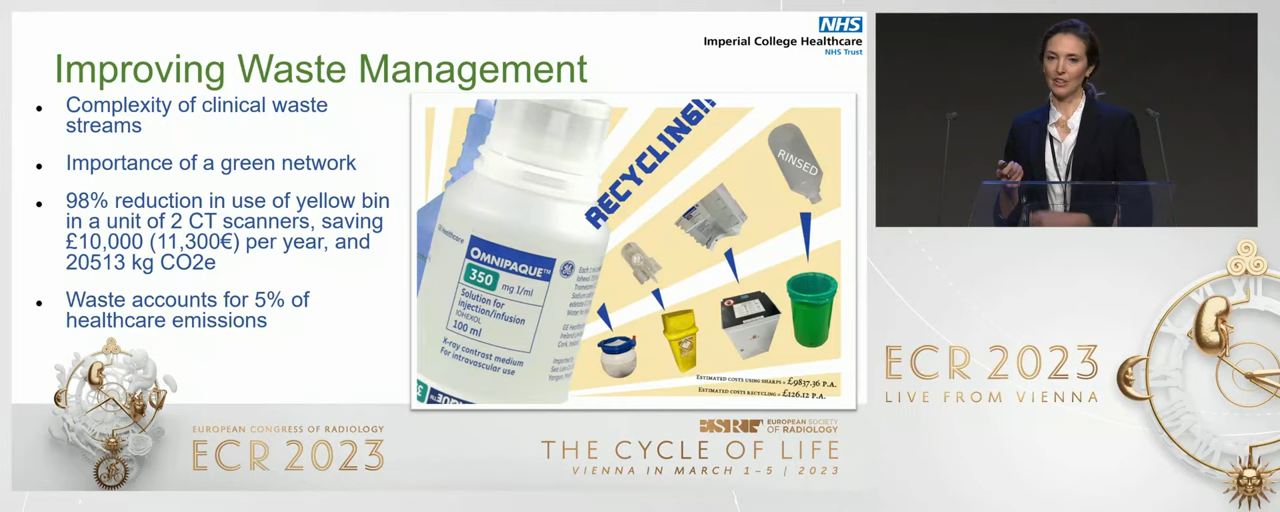 NHS
Imperial College Healthcare
NHS Trust
Improving Waste Management
• Complexity of clinical waste
streams
• Importance of a green network
• 98% reduction in use of yellow bin
in a unit of 2 CT scanners, saving
£10,000 (11,300€) per year, and
20513 kg CO2e
• Waste accounts for 5% of
healthcare emissions
RECYCLING!!
RINSED
OMNIPAQUE™
350 mg I/ml
Solution for
injection/infusion
IOHEXOL
100 ml
X-ray contrast medium
For intravascular use
ESTIMATED COSTS USING SHARPS = £9837.36 P.A.
ESTIMATED COSTS RECYCLING = £126.12 P.A.
EUROPEAN CONGRESS OF RADIOLOGY
ECR 2023
ESR EUROPEAN SOCIETY
OF RADIOLOGY
THE CYCLE OF LIFE
VIENNA IN MARCH 1–5 | 2023
ECR 2023
LIVE FROM VIENNA
XII